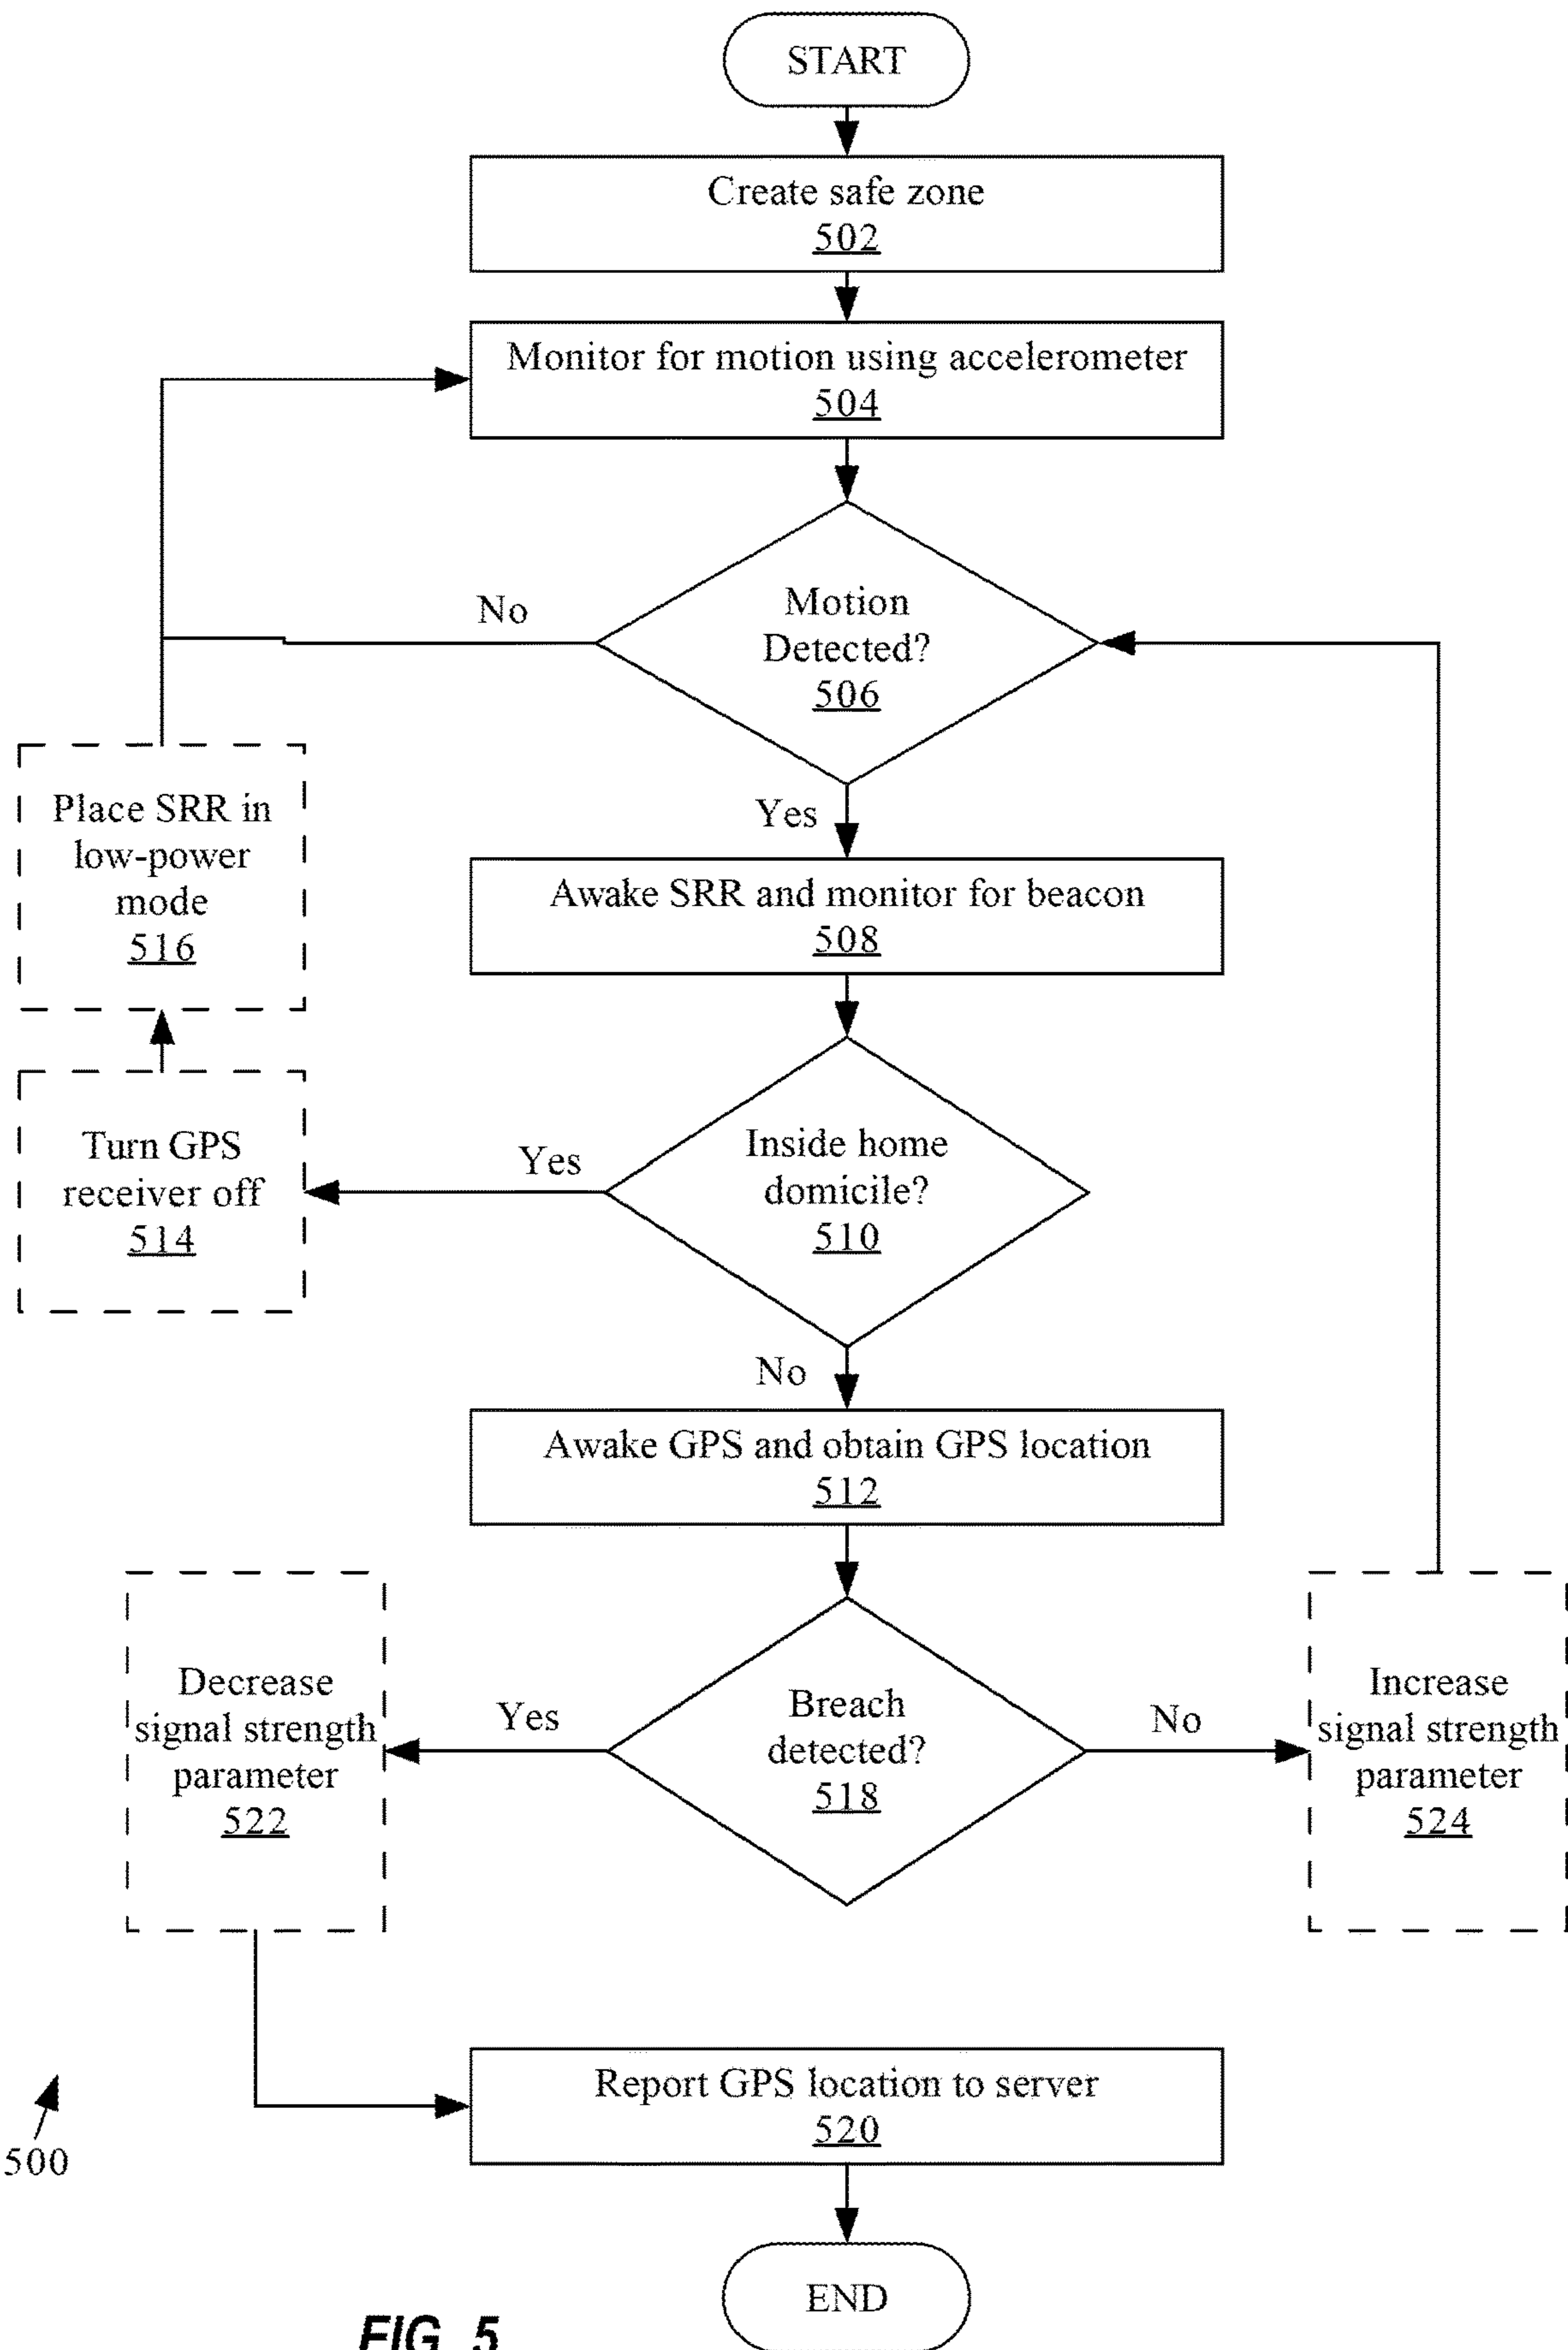 START
Create safe zone
502
Monitor for motion using accelerometer
504
No
Motion
Detected?
506
Yes
Place SRR in
low-power
mode
516
Awake SRR and monitor for beacon
508
Turn GPS
receiver off
514
Yes
Inside home
domicile?
510
No
Awake GPS and obtain GPS location
512
Decrease
signal strength
parameter
522
Yes
Breach
detected?
518
No
Increase
signal strength
parameter
524
Report GPS location to server
520
500
END
FIG. 5